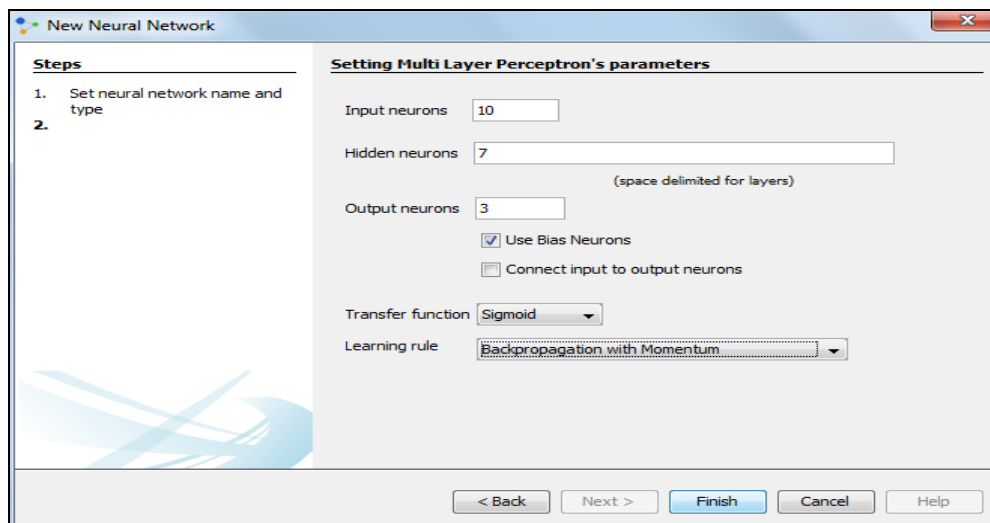 New Neural Network
Steps
1. Set neural network name and
type
2.
Setting Multi Layer Perceptron's parameters
Input neurons 10
Hidden neurons 7
(space delimited for layers)
Output neurons 3
Use Bias Neurons
Connect input to output neurons
Transfer function Sigmoid
Learning rule Backpropagation with Momentum
< Back Next > Finish Cancel Help